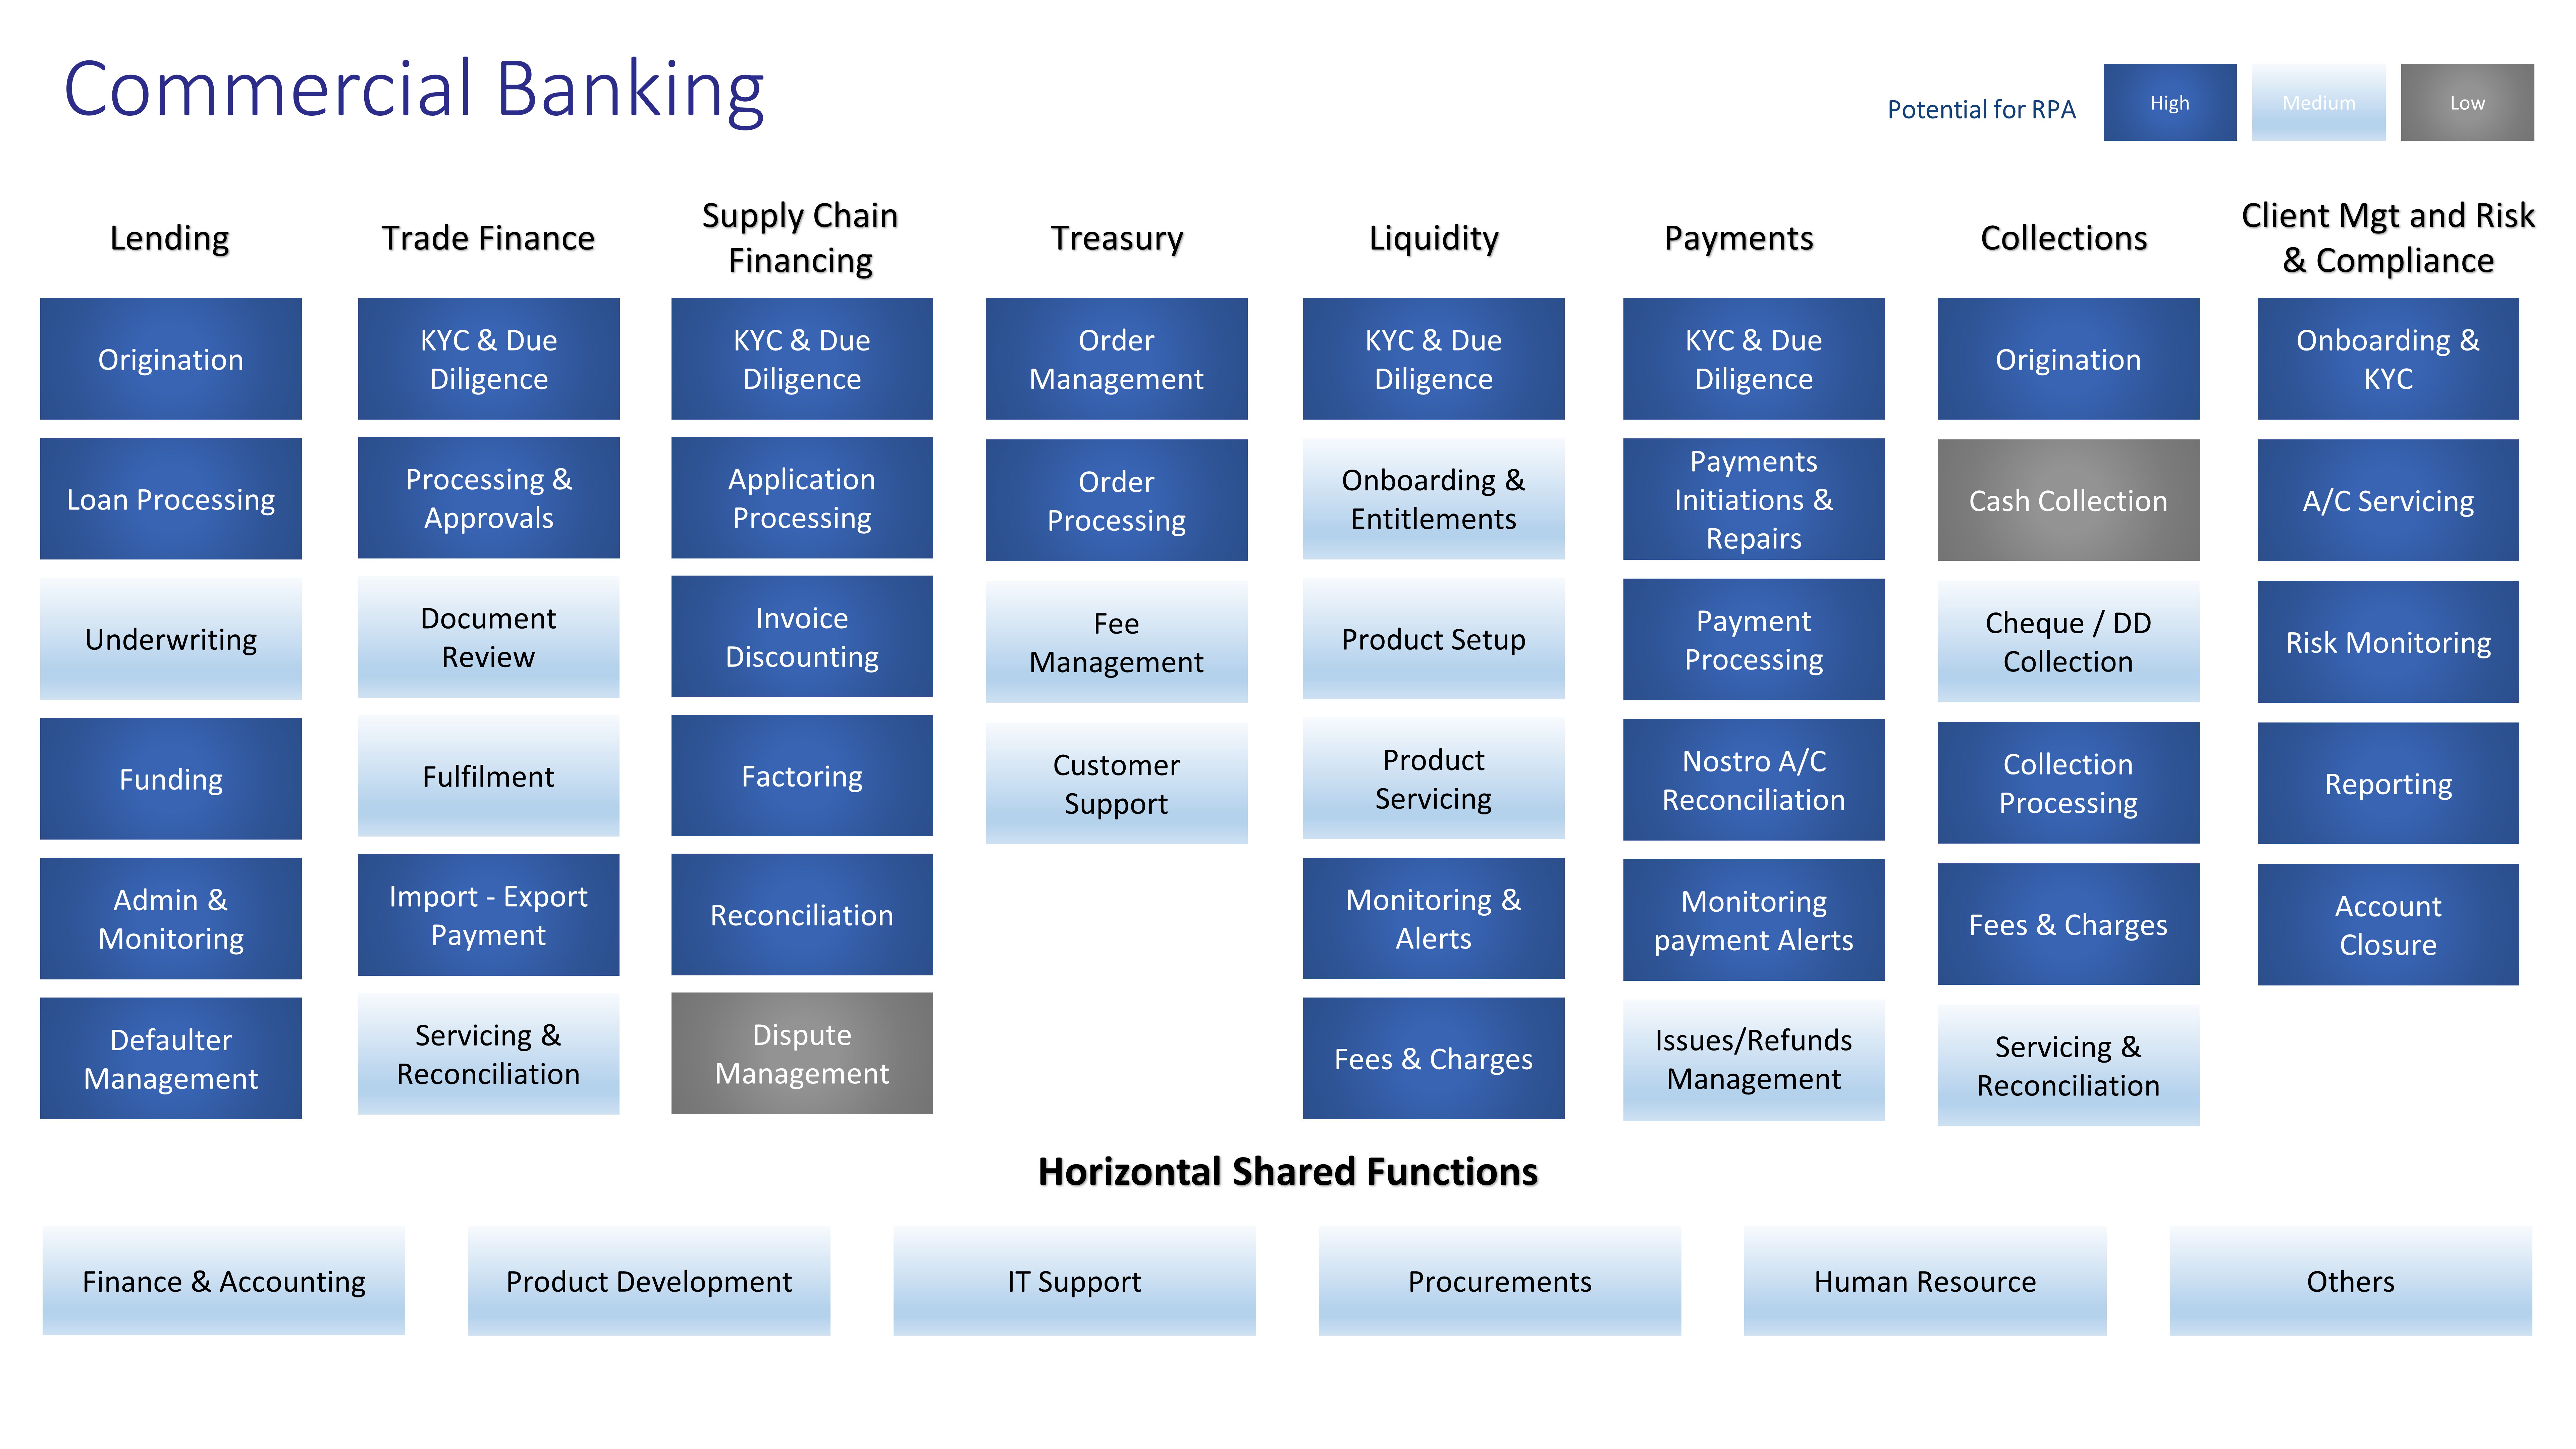 Commercial Banking
Potential for RPA
High
Medium
Low
Lending
Origination
Loan Processing
Underwriting
Funding
Admin &
Monitoring
Defaulter
Management
Trade Finance
KYC & Due
Diligence
Processing &
Approvals
Document
Review
Fulfilment
Import - Export
Payment
Servicing &
Reconciliation
Supply Chain
Financing
KYC & Due
Diligence
Application
Processing
Invoice
Discounting
Factoring
Reconciliation
Dispute
Management
Treasury
Order
Management
Order
Processing
Fee
Management
Customer
Support
Liquidity
KYC & Due
Diligence
Onboarding &
Entitlements
Product Setup
Product
Servicing
Monitoring &
Alerts
Fees & Charges
Payments
KYC & Due
Diligence
Payments
Initiations &
Repairs
Payment
Processing
Nostro A/C
Reconciliation
Monitoring
payment Alerts
Issues/Refunds
Management
Collections
Origination
Cash Collection
Cheque / DD
Collection
Collection
Processing
Fees & Charges
Servicing &
Reconciliation
Client Mgt and Risk
& Compliance
Onboarding &
KYC
A/C Servicing
Risk Monitoring
Reporting
Account
Closure
Horizontal Shared Functions
Finance & Accounting
Product Development
IT Support
Procurements
Human Resource
Others